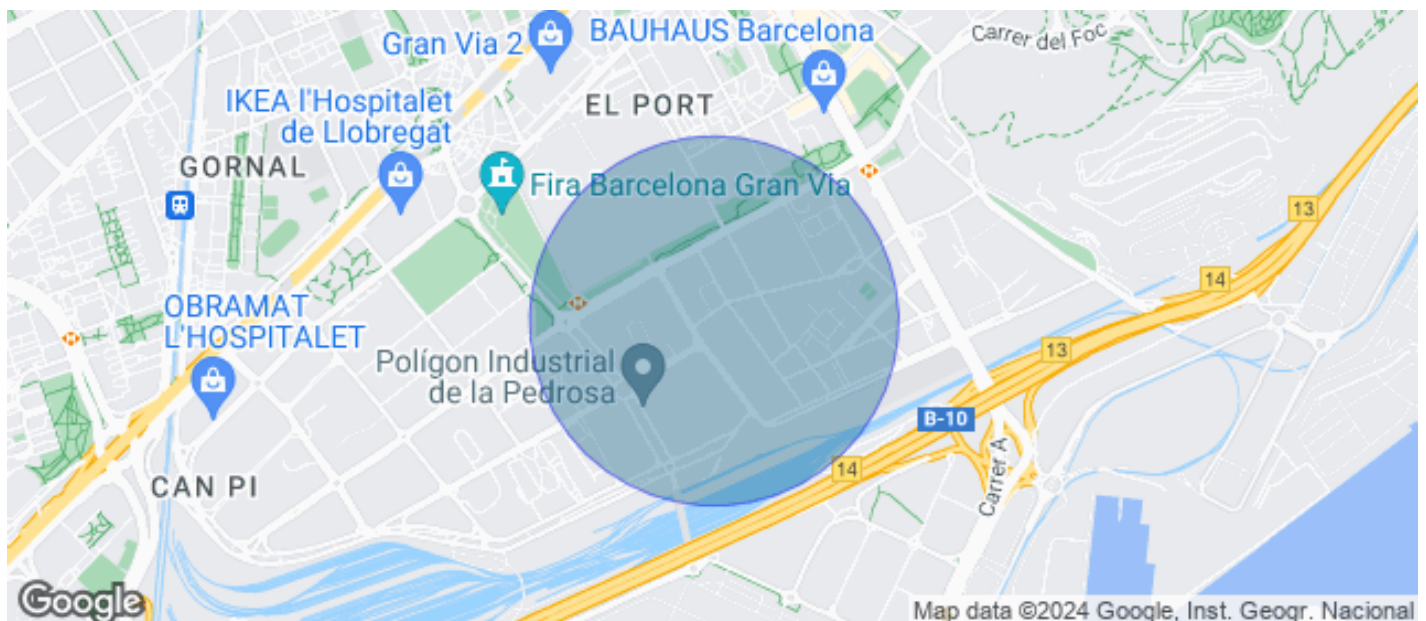 Gran Via 2
BAUHAUS Barcelona
Carrer del Foc
IKEA l'Hospitalet
de Llobregat
EL PORT
GORNAL
Fira Barcelona Gran Via
13
14
OBRAMAT
L'HOSPITALET
13
Polígon Industrial
de la Pedrosa
B-10
14
Carrer A
CAN PI
Google
Map data ©2024 Google, Inst. Geogr. Nacional